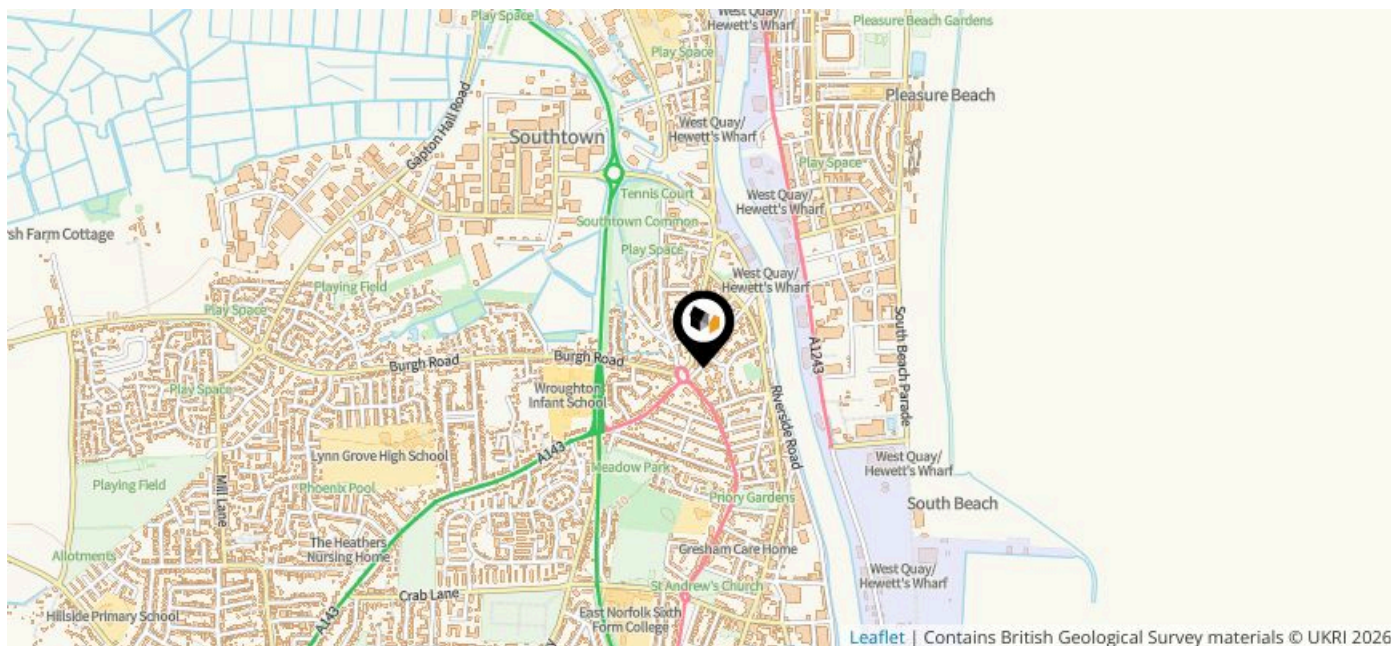 Play Space
West Quay/
Hewett's Wharf
Pleasure Beach Gardens
Play Space
Pleasure Beach
Gapton Hall Road
Southtown
West Quay/
Hewett's Wharf
Play Space
Tennis Court
West Quay/
Hewett's Wharf
Southtown Common
sh Farm Cottage
Play Space
West Quay/
Hewett's Wharf
Playing Field
Play Space
10
South Beach Parade
A1243
Burgh Road
Burgh Road
Play Space
Wroughton
Infant School
Riverside Road
A143
Lynn Grove High School
West Quay/
Hewett's Wharf
Meadow Park
Playing Field
Mill Lane
Phoenix Pool
10
Priory Gardens
South Beach
The Heathers
Nursing Home
Gresham Care Home
Allotments
West Quay/
Hewett's Wharf
St Andrew's Church
Crab Lane
Hillside Primary School
A143
East Norfolk Sixth
Form College
Leaflet | Contains British Geological Survey materials © UKRI 2026